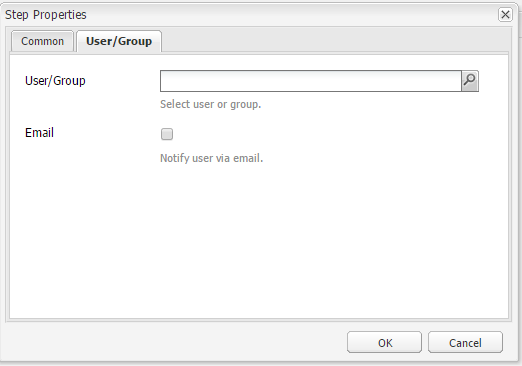 Step Properties
Common User/Group
User/Group
Select user or group.
Email
Notify user via email.
OK Cancel